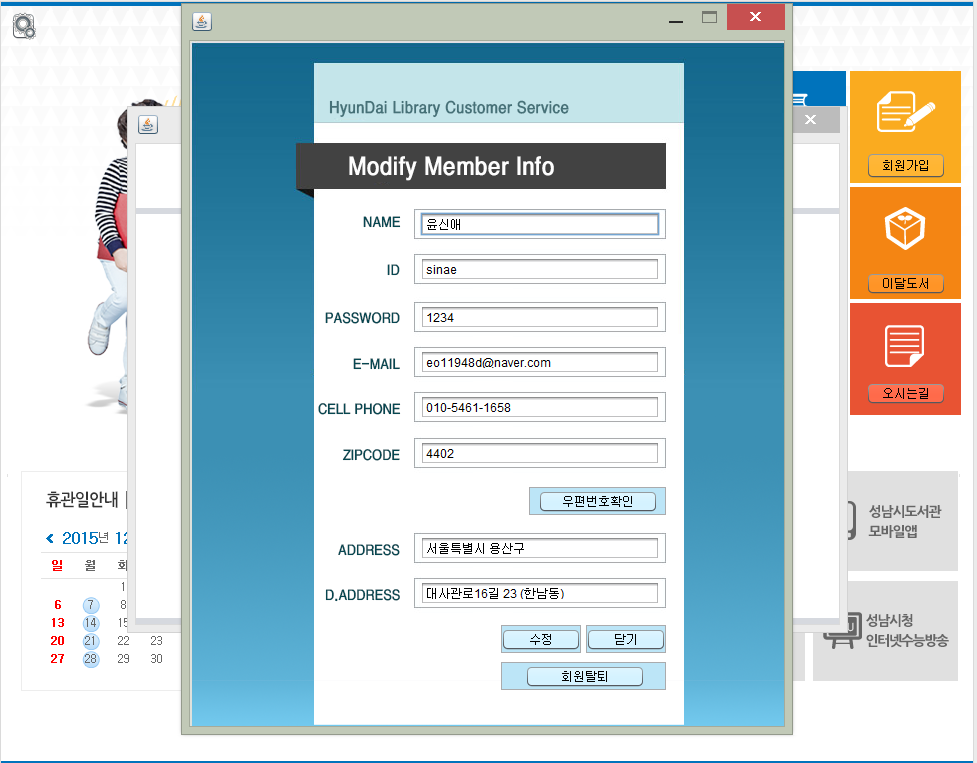 HyunDai Library Customer Service
Modify Member Info
NAME 윤신애
ID sinae
PASSWORD 1234
E-MAIL eo11948d@naver.com
CELL PHONE 010-5461-1658
ZIPCODE 4402
우편번호확인
ADDRESS 서울특별시 용산구
D.ADDRESS 대사관로16길 23 (한남동)
수정 닫기
회원탈퇴
회원가입
이달도서
오시는길
휴관일안내
2015년 12
일 월 화
1
6 7 8
13 14 15
20 21 22 23
27 28 29 30
성남시도서관
모바일앱
성남시청
인터넷수능방송